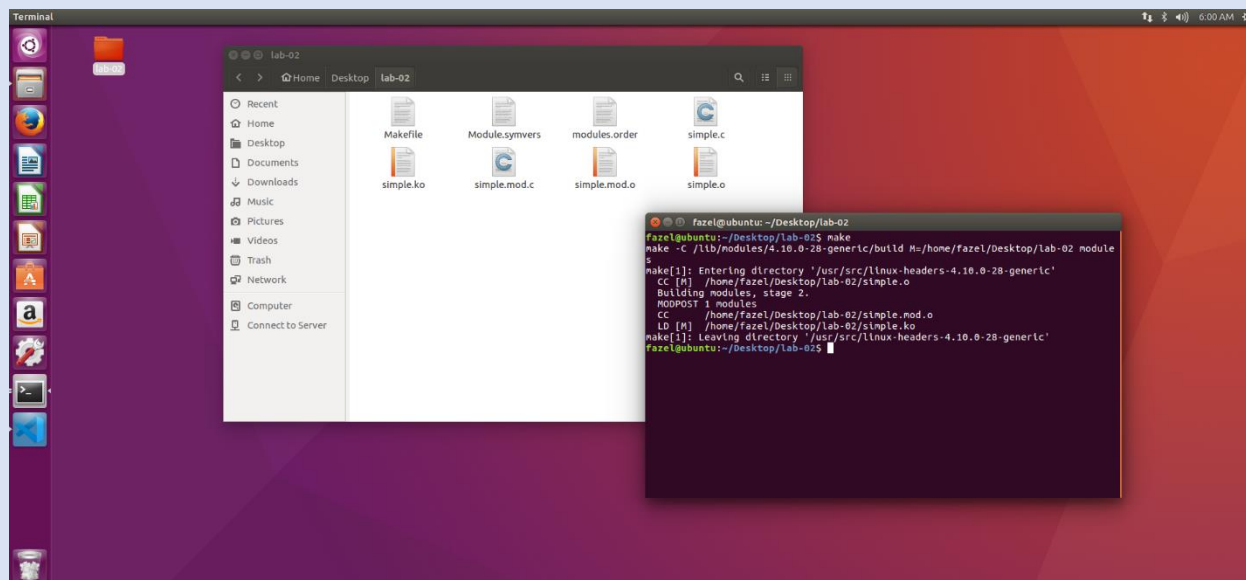 Terminal
6:00 AM
lab-02
lab-02
Home Desktop lab-02
Recent
Home
Desktop
Documents
Downloads
Music
Pictures
Videos
Trash
Network
Computer
Connect to Server
Makefile Module.symvers modules.order simple.c
simple.ko simple.mod.c simple.mod.o simple.o
fazel@ubuntu: ~/Desktop/lab-02
fazel@ubuntu:~/Desktop/lab-02$ make
make -C /lib/modules/4.10.0-28-generic/build M=/home/fazel/Desktop/lab-02 module
s
make[1]: Entering directory '/usr/src/linux-headers-4.10.0-28-generic'
CC [M] /home/fazel/Desktop/lab-02/simple.o
Building modules, stage 2.
MODPOST 1 modules
CC /home/fazel/Desktop/lab-02/simple.mod.o
LD [M] /home/fazel/Desktop/lab-02/simple.ko
make[1]: Leaving directory '/usr/src/linux-headers-4.10.0-28-generic'
fazel@ubuntu:~/Desktop/lab-02$